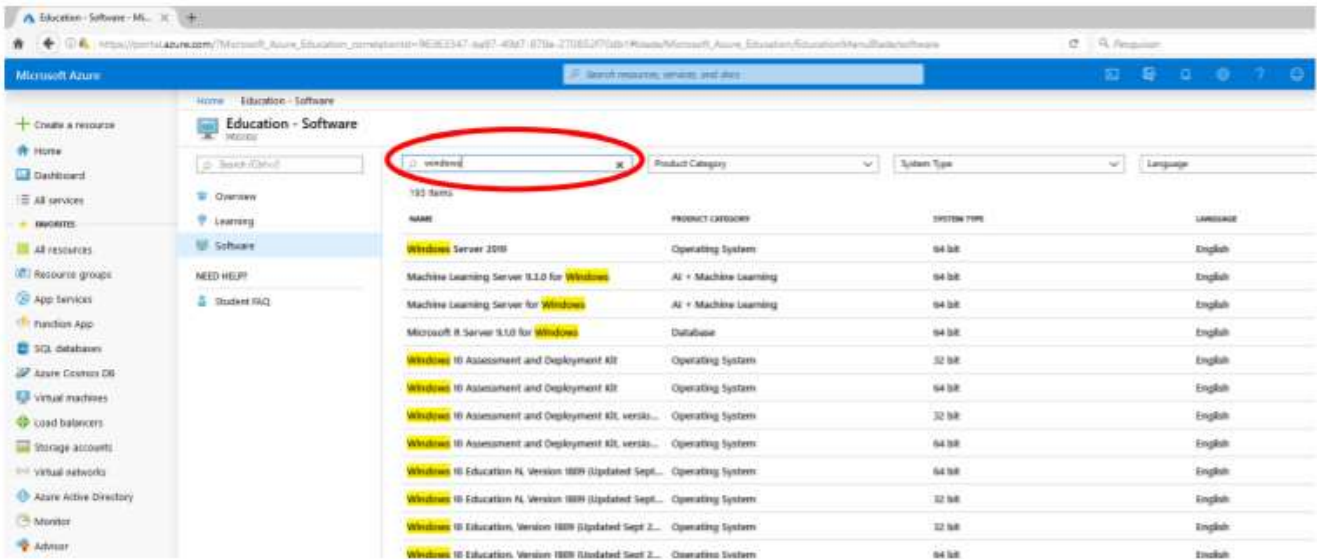 Education - Software - Mi...
Pesquisar
Microsoft Azure
Search resources, services, and docs
Home Education - Software
Education - Software
Create a resource
Home
Dashboard
All services
FAVORITES
All resources
Resource groups
App Services
Function App
SQL databases
Azure Cosmos DB
Virtual machines
Load balancers
Storage accounts
Virtual networks
Azure Active Directory
Monitor
Advisor
Search (Ctrl+/)
Overview
Learning
Software
NEED HELP?
Student FAQ
windows
Product Category
System Type
Language
193 Items
NAME PRODUCT CATEGORY SYSTEM TYPE LANGUAGE
Windows Server 2019 Operating System 64 bit English
Machine Learning Server 9.3.0 for Windows AI + Machine Learning 64 bit English
Machine Learning Server for Windows AI + Machine Learning 64 bit English
Microsoft R Server 9.1.0 for Windows Database 64 bit English
Windows 10 Assessment and Deployment Kit Operating System 32 bit English
Windows 10 Assessment and Deployment Kit Operating System 64 bit English
Windows 10 Assessment and Deployment Kit, versio... Operating System 32 bit English
Windows 10 Assessment and Deployment Kit, versio... Operating System 64 bit English
Windows 10 Education N, Version 1809 (Updated Sept... Operating System 64 bit English
Windows 10 Education N, Version 1809 (Updated Sept... Operating System 32 bit English
Windows 10 Education, Version 1809 (Updated Sept 2... Operating System 32 bit English
Windows 10 Education, Version 1809 (Updated Sept 2... Operating System 64 bit English